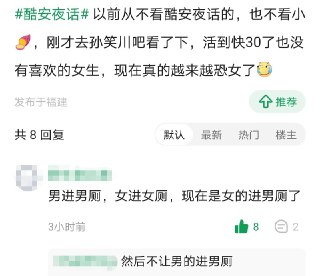 #酷安夜话# 以前从不看酷安夜话的，也不看小
🍠，刚才去孙笑川吧看了下，活到快30了也没
有喜欢的女生，现在真的越来越恐女了
发布于福建
推荐
共 8 回复
默认 最新 热门 楼主
男进男厕，女进女厕，现在是女的进男厕了
3小时前
8 2
然后不让男的进男厕